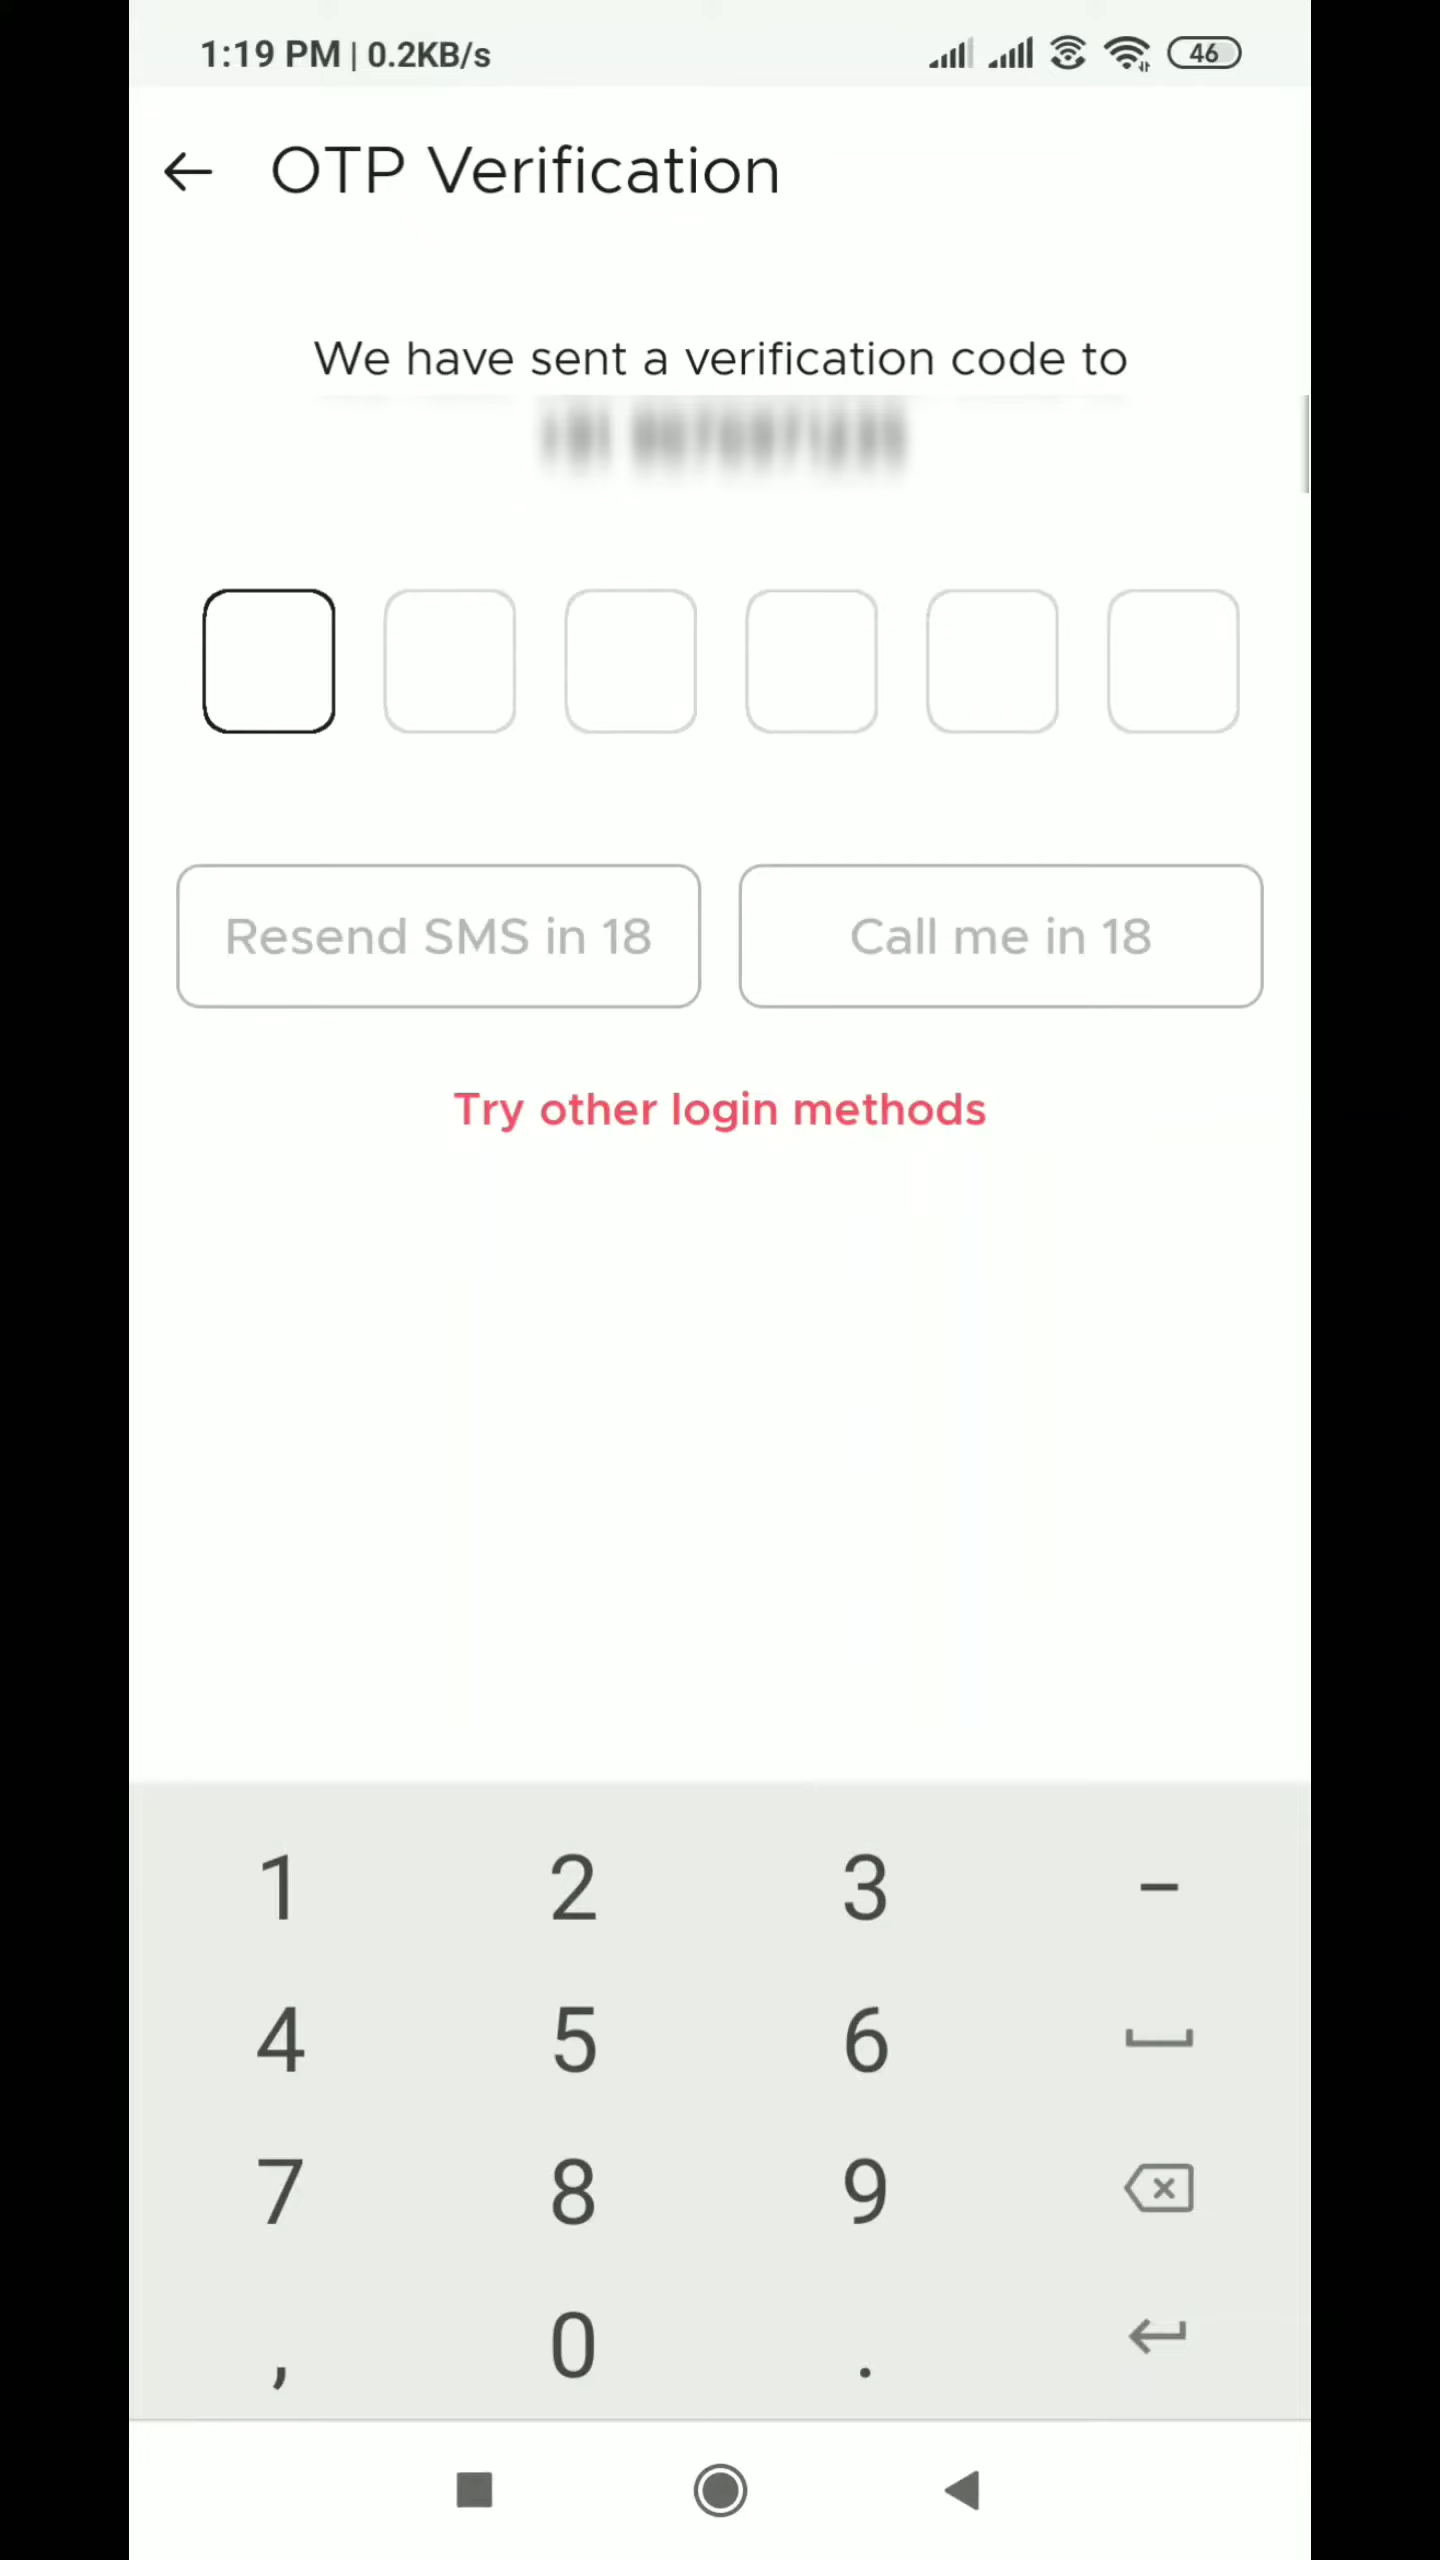 1:19 PM | 0.2KB/s 46
OTP Verification
We have sent a verification code to
Resend SMS in 18 Call me in 18
Try other login methods
1 2 3 -
4 5 6
7 8 9
, 0 .